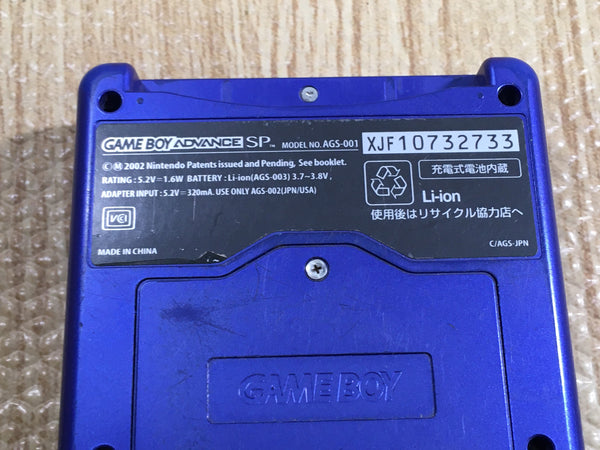 GAME BOY ADVANCE SP™ MODEL NO. AGS-001 XJF10732733
©Ⓜ2002 Nintendo Patents issued and Pending, See booklet.
RATING : 5.2V⎓1.6W BATTERY : Li-ion(AGS-003) 3.7⎓3.8V,
ADAPTER INPUT : 5.2V⎓320mA. USE ONLY AGS-002(JPN/USA)
VCCI
MADE IN CHINA
充電式電池内蔵
Li-ion
使用後はリサイクル協力店へ
C/AGS-JPN
GAME BOY